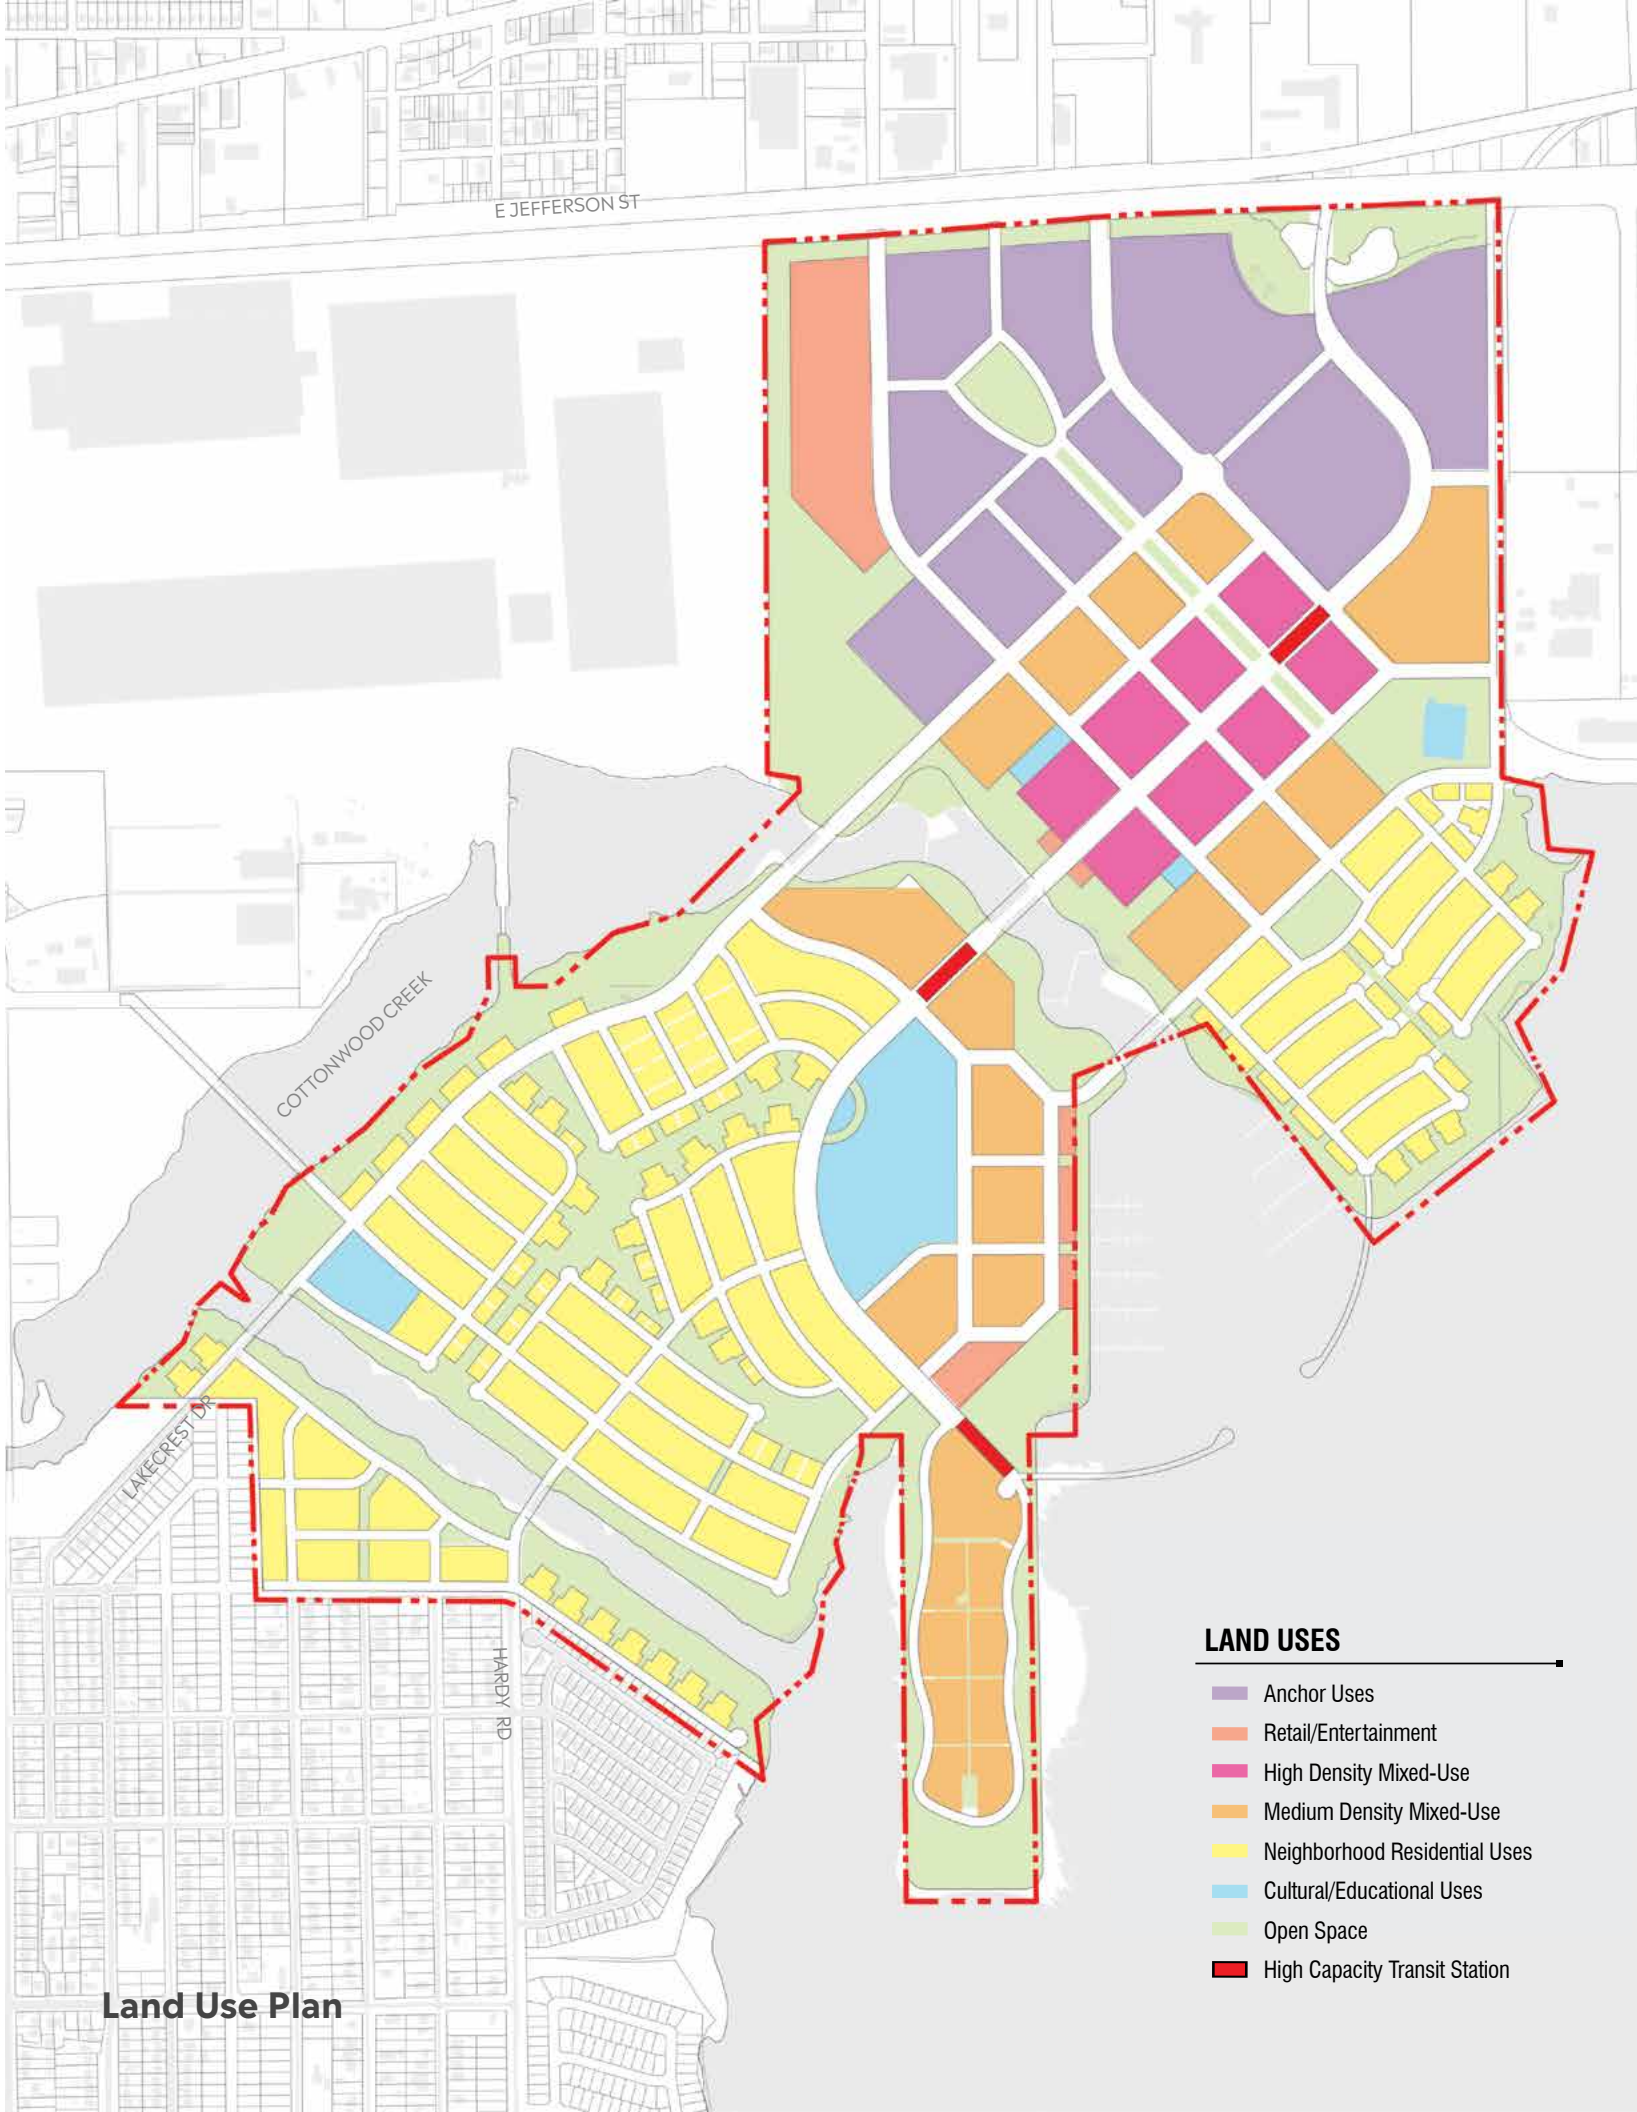 E JEFFERSON ST
COTTONWOOD CREEK
LAKECREST DR
HARDY RD
LAND USES
Anchor Uses
Retail/Entertainment
High Density Mixed-Use
Medium Density Mixed-Use
Neighborhood Residential Uses
Cultural/Educational Uses
Open Space
High Capacity Transit Station
Land Use Plan